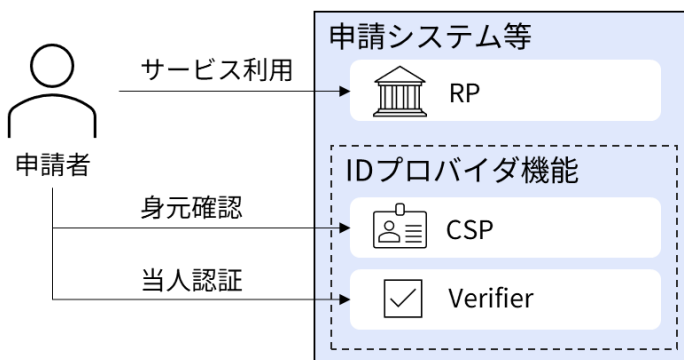 申請システム等
サービス利用
RP
申請者
IDプロバイダ機能
身元確認
CSP
当人認証
Verifier